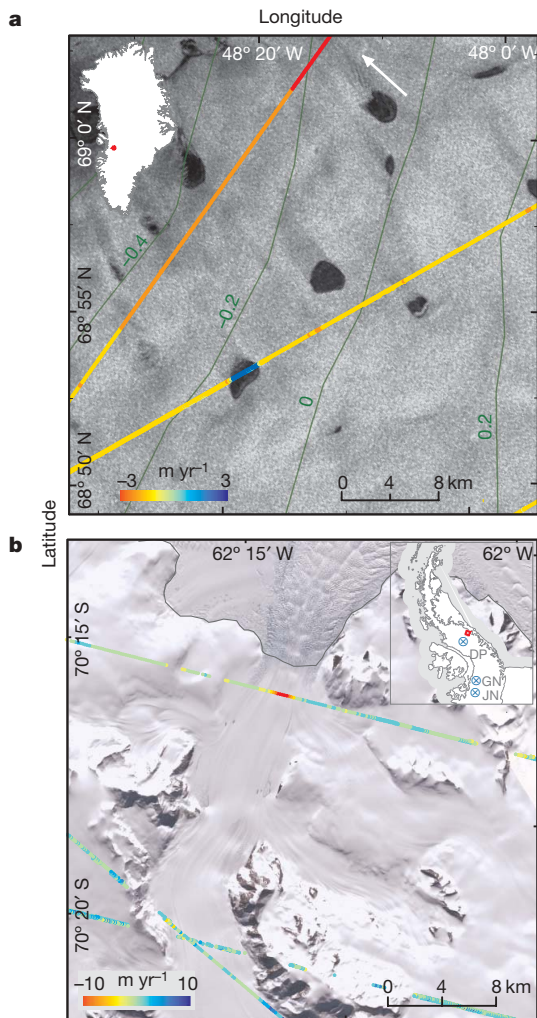 Longitude
a
48° 20′ W
48° 0′ W
69° 0′ N
68° 55′ N
68° 50′ N
−0.4
−0.2
0
0.2
m yr⁻¹
−3 3
0 4 8 km
Latitude
b
62° 15′ W
62° W
70° 15′ S
70° 20′ S
DP
GN
JN
m yr⁻¹
−10 10
0 4 8 km